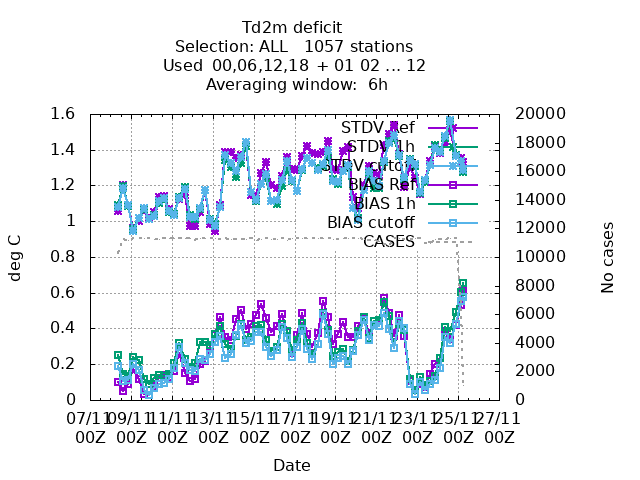 Td2m deficit
Selection: ALL   1057 stations
Used  00,06,12,18 + 01 02 ... 12
Averaging window:  6h
1.6
1.4
1.2
1
0.8
0.6
0.4
0.2
0
20000
18000
16000
14000
12000
10000
8000
6000
4000
2000
0
deg C
No cases
STDV Ref
STDV 1h
STDV cutoff
BIAS Ref
BIAS 1h
BIAS cutoff
CASES
07/11 09/11 11/11 13/11 15/11 17/11 19/11 21/11 23/11 25/11 27/11
00Z 00Z 00Z 00Z 00Z 00Z 00Z 00Z 00Z 00Z 00Z
Date